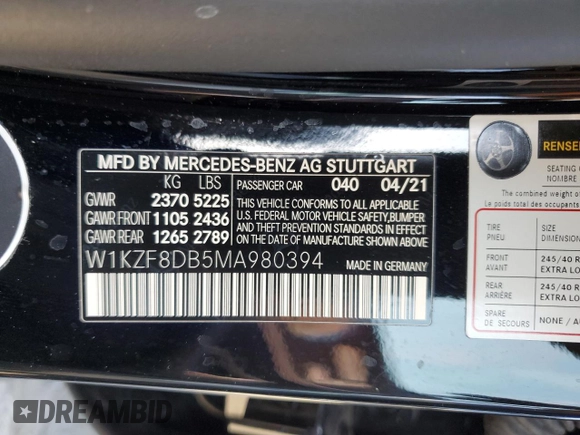 MFD BY MERCEDES-BENZ AG STUTTGART
KG LBS
PASSENGER CAR 040 04/21
GVWR 2370 5225
GAWR FRONT 1105 2436
GAWR REAR 1265 2789
THIS VEHICLE CONFORMS TO ALL APPLICABLE
U.S. FEDERAL MOTOR VEHICLE SAFETY, BUMPER
AND THEFT PREVENTION STANDARDS IN EFFECT
ON THE DATE OF MANUFACTURE SHOWN ABOVE.
W1KZF8DB5MA980394
MADE IN GERMANY
RENSEI
SEATING
NOMBRE
The combined weight of
Le poids total des occupants
TIRE
PNEU
SIZE
DIMENSION
FRONT
AVANT
245/40 R
EXTRA LO
REAR
ARRIÈRE
245/40 R
EXTRA LO
SPARE
DE SECOURS
NONE / A
DREAMBID